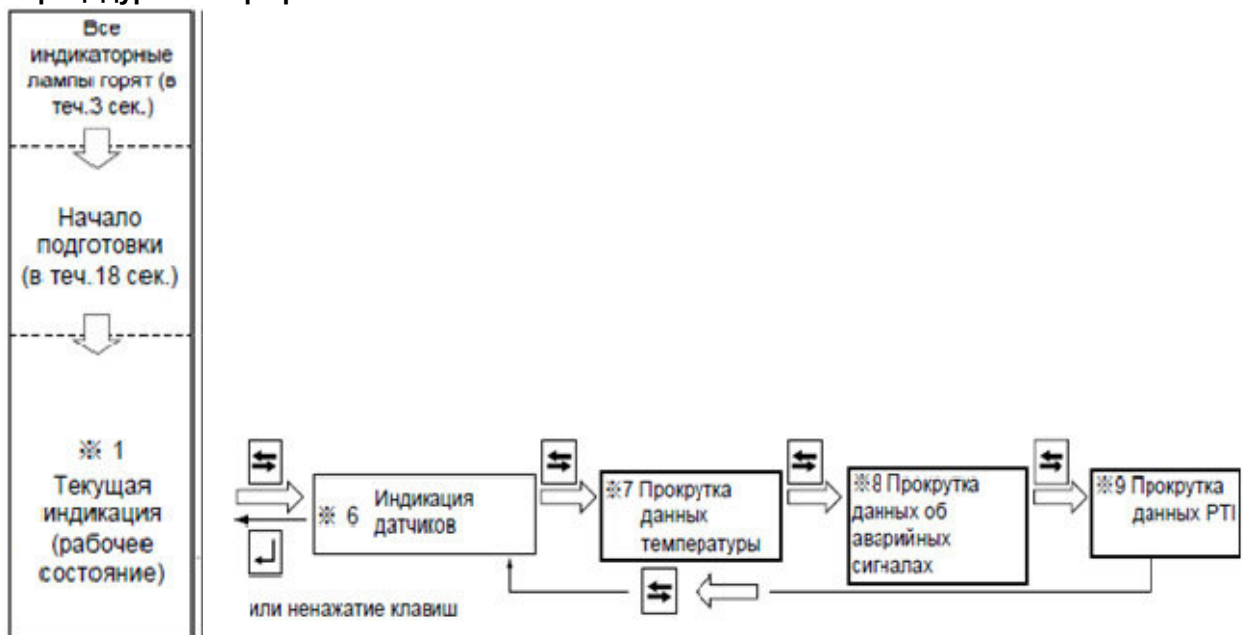 Все
индикаторные
лампы горят (в
теч.3 сек.)
Начало
подготовки
(в теч.18 сек.)
※ 1
Текущая
индикация
(рабочее
состояние)
※ 6 Индикация
датчиков
или ненажатие клавиш
※7 Прокрутка
данных
температуры
※8 Прокрутка
данных об
аварийных
сигналах
※9 Прокрутка
данных PTI